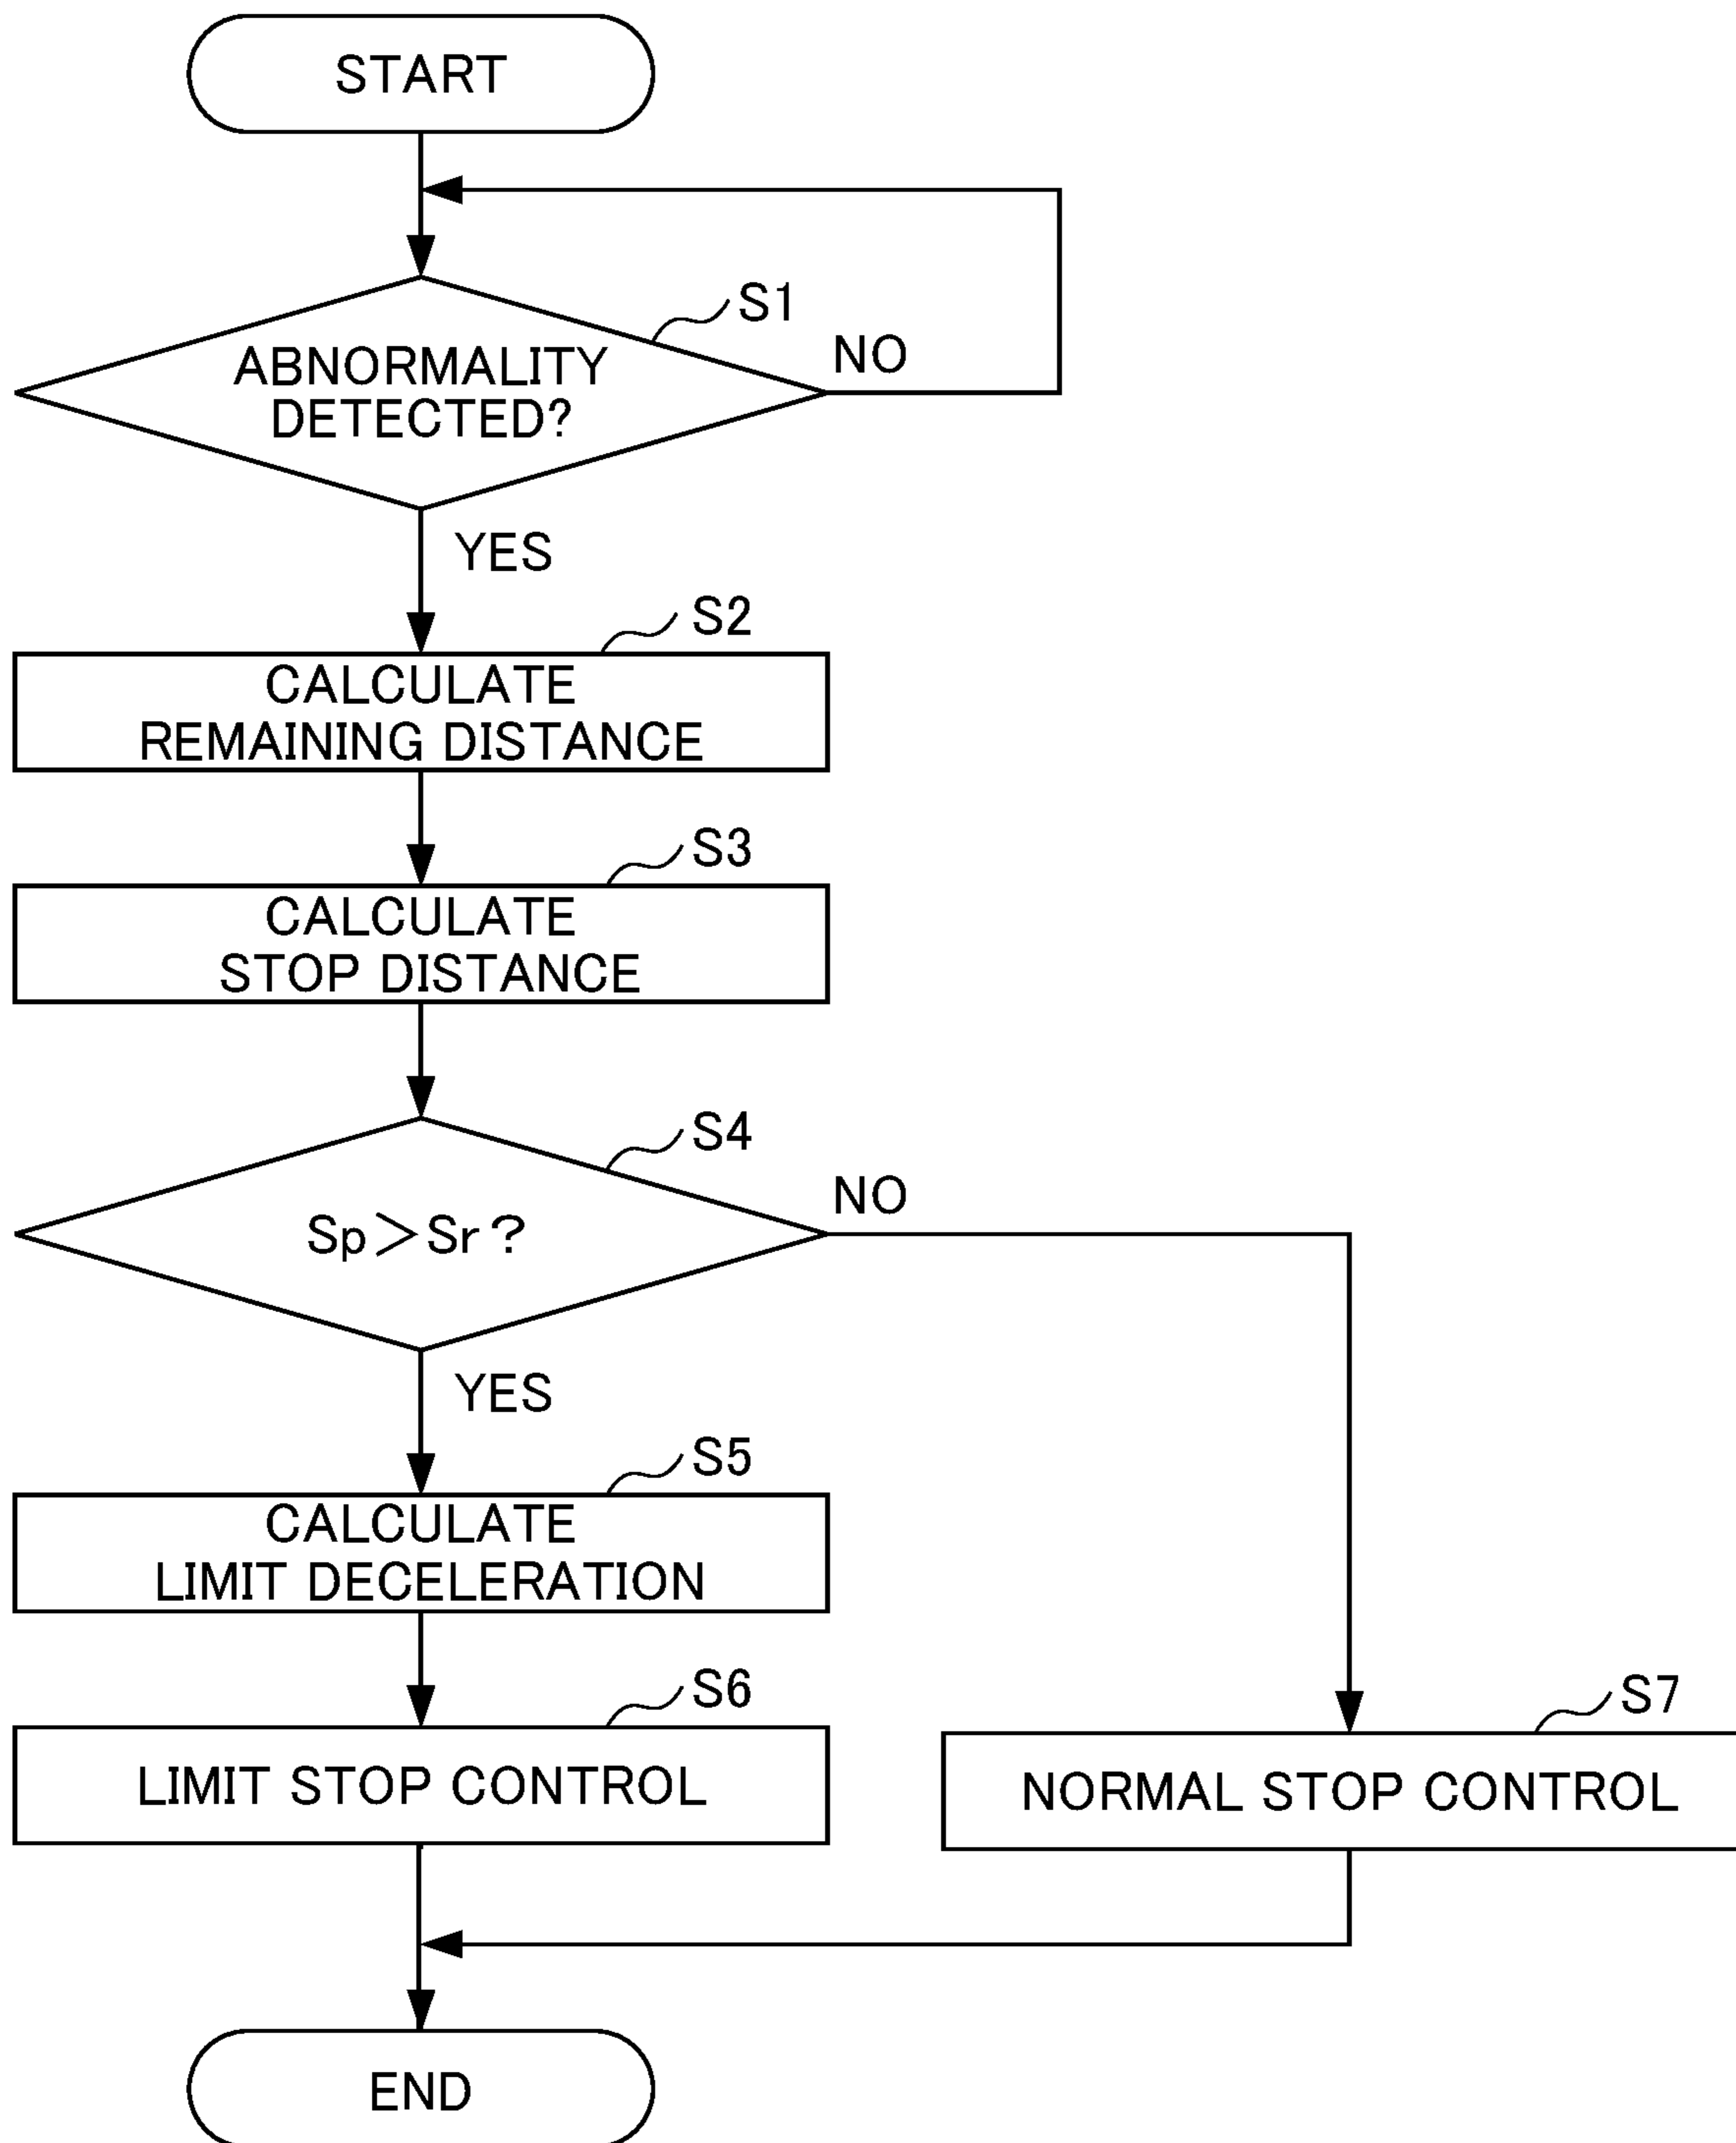 START
S1
ABNORMALITY
DETECTED?
NO
YES
S2
CALCULATE
REMAINING DISTANCE
S3
CALCULATE
STOP DISTANCE
S4
Sp＞Sr？
NO
YES
S5
CALCULATE
LIMIT DECELERATION
S6
LIMIT STOP CONTROL
S7
NORMAL STOP CONTROL
END